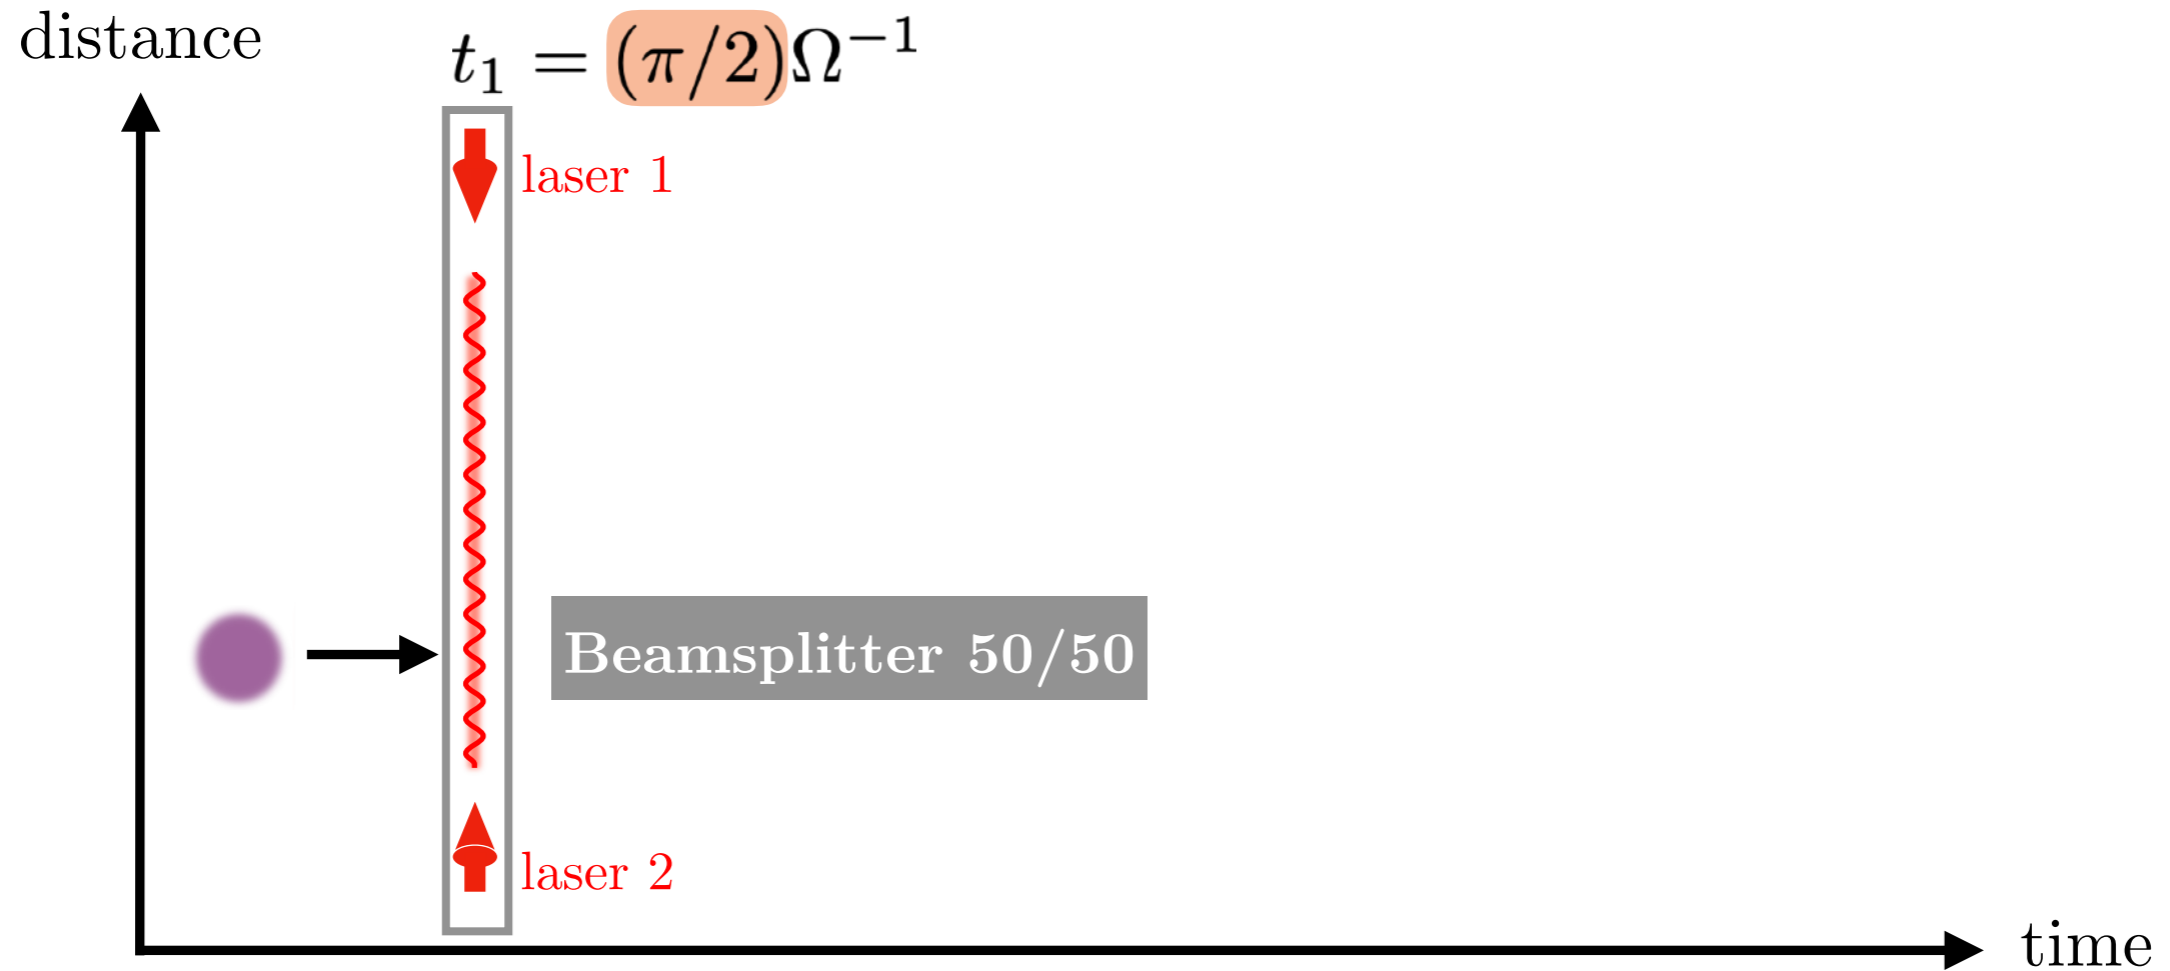 distance
t₁ = (π/2)Ω⁻¹
laser 1
Beamsplitter 50/50
laser 2
time